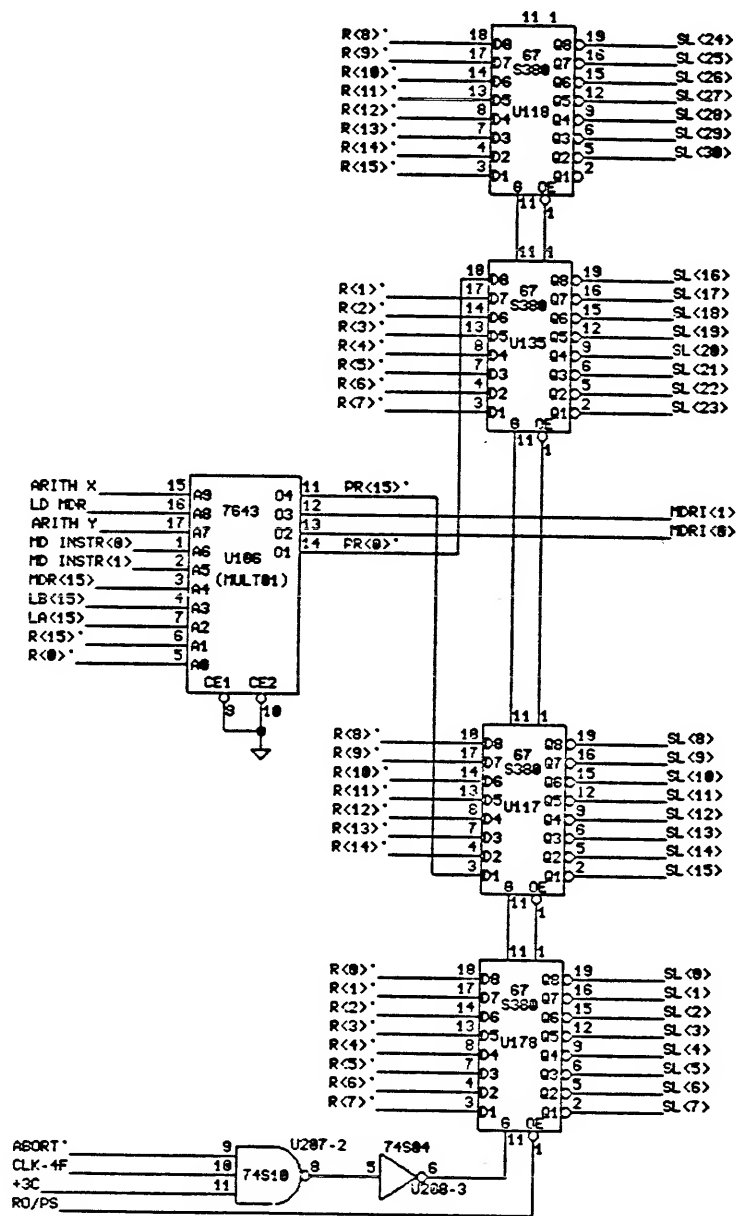 11 1
R<8>' 18 D8 67 Q8 19 SL<24>
R<9>' 17 D7 S380 Q7 16 SL<25>
R<10>' 14 D6 Q6 15 SL<26>
R<11>' 13 D5 Q5 12 SL<27>
R<12>' 8 D4 U118 Q4 9 SL<28>
R<13>' 7 D3 Q3 6 SL<29>
R<14>' 4 D2 Q2 5 SL<30>
R<15>' 3 D1 Q1 2
G OE
11 1
11 1
18 D8 67 Q8 19 SL<16>
R<1>' 17 D7 S380 Q7 16 SL<17>
R<2>' 14 D6 Q6 15 SL<18>
R<3>' 13 D5 U135 Q5 12 SL<19>
R<4>' 8 D4 Q4 9 SL<20>
R<5>' 7 D3 Q3 6 SL<21>
R<6>' 4 D2 Q2 5 SL<22>
R<7>' 3 D1 Q1 2 SL<23>
G OE
11 1
ARITH X 15 A9 7643 O4 11 PR<15>'
LD MDR 16 A8 O3 12 MDRI<1>
ARITH Y 17 A7 O2 13 MDRI<0>
MD INSTR<0> 1 A6 U106 O1 14 PR<0>'
MD INSTR<1> 2 A5 (MULT01)
MDR<15> 3 A4
LB<15> 4 A3
LA<15> 7 A2
R<15>' 6 A1
R<0>' 5 A0
CE1 CE2
10
11 1
R<8>' 18 D8 67 Q8 19 SL<8>
R<9>' 17 D7 S380 Q7 16 SL<9>
R<10>' 14 D6 Q6 15 SL<10>
R<11>' 13 D5 U117 Q5 12 SL<11>
R<12>' 8 D4 Q4 9 SL<12>
R<13>' 7 D3 Q3 6 SL<13>
R<14>' 4 D2 Q2 5 SL<14>
3 D1 Q1 2 SL<15>
G OE
11 1
11 1
R<0>' 18 D8 67 Q8 19 SL<0>
R<1>' 17 D7 S380 Q7 16 SL<1>
R<2>' 14 D6 Q6 15 SL<2>
R<3>' 13 D5 U178 Q5 12 SL<3>
R<4>' 8 D4 Q4 9 SL<4>
R<5>' 7 D3 Q3 6 SL<5>
R<6>' 4 D2 Q2 5 SL<6>
R<7>' 3 D1 Q1 2 SL<7>
G OE
11 1
ABORT' 9 U207-2 74S04
CLK-4F 10 74S10 8 5 6
+3C 11 U208-3
RO/PS